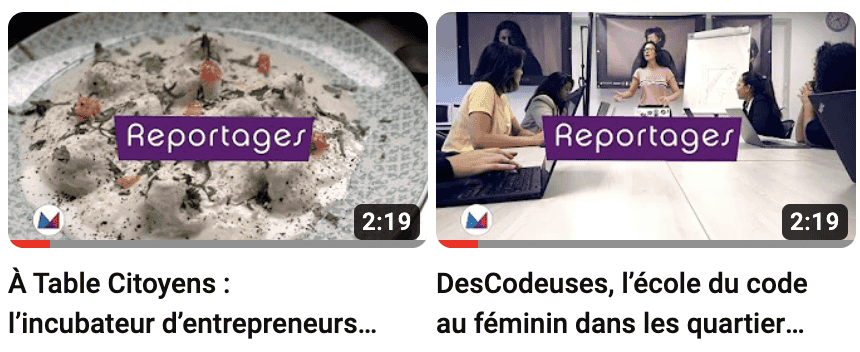 Reportages
2:19
À Table Citoyens :
l’incubateur d’entrepreneurs…
Reportages
2:19
DesCodeuses, l’école du code
au féminin dans les quartier…